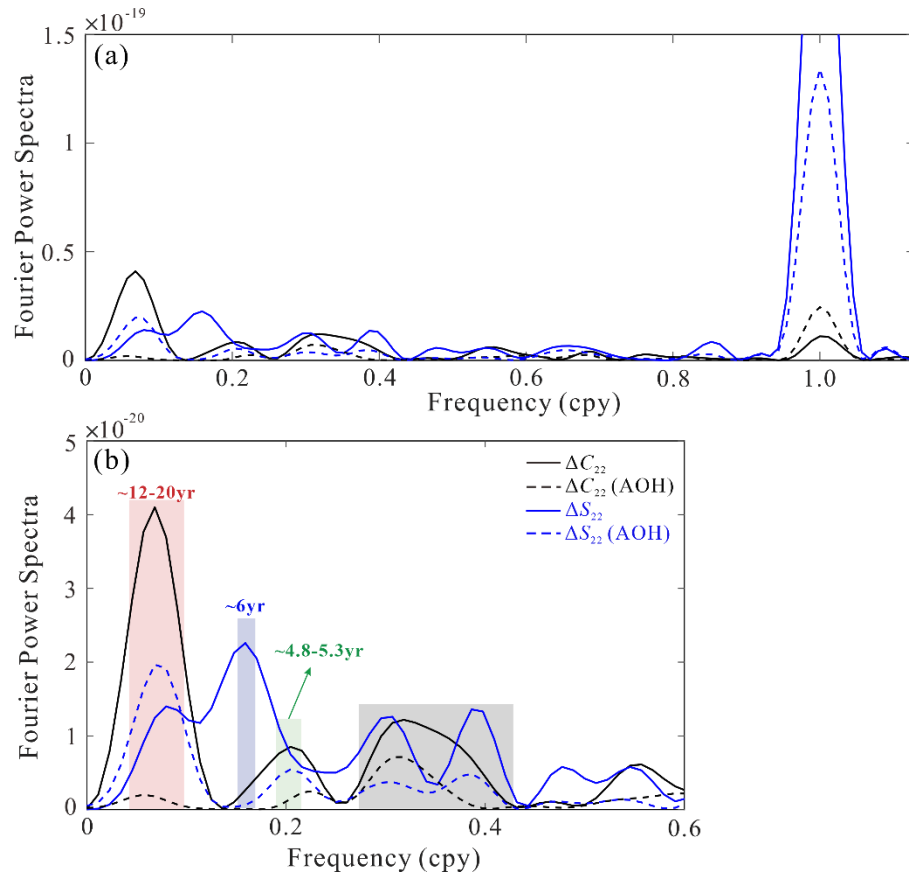 ×10⁻¹⁹
(a)
1.5
1
0.5
0
Fourier Power Spectra
0 0.2 0.4 0.6 0.8 1.0
Frequency (cpy)
×10⁻²⁰
(b)
5
4
3
2
1
0
Fourier Power Spectra
~12-20yr
~6yr
~4.8-5.3yr
ΔC₂₂
ΔC₂₂ (AOH)
ΔS₂₂
ΔS₂₂ (AOH)
0 0.2 0.4 0.6
Frequency (cpy)